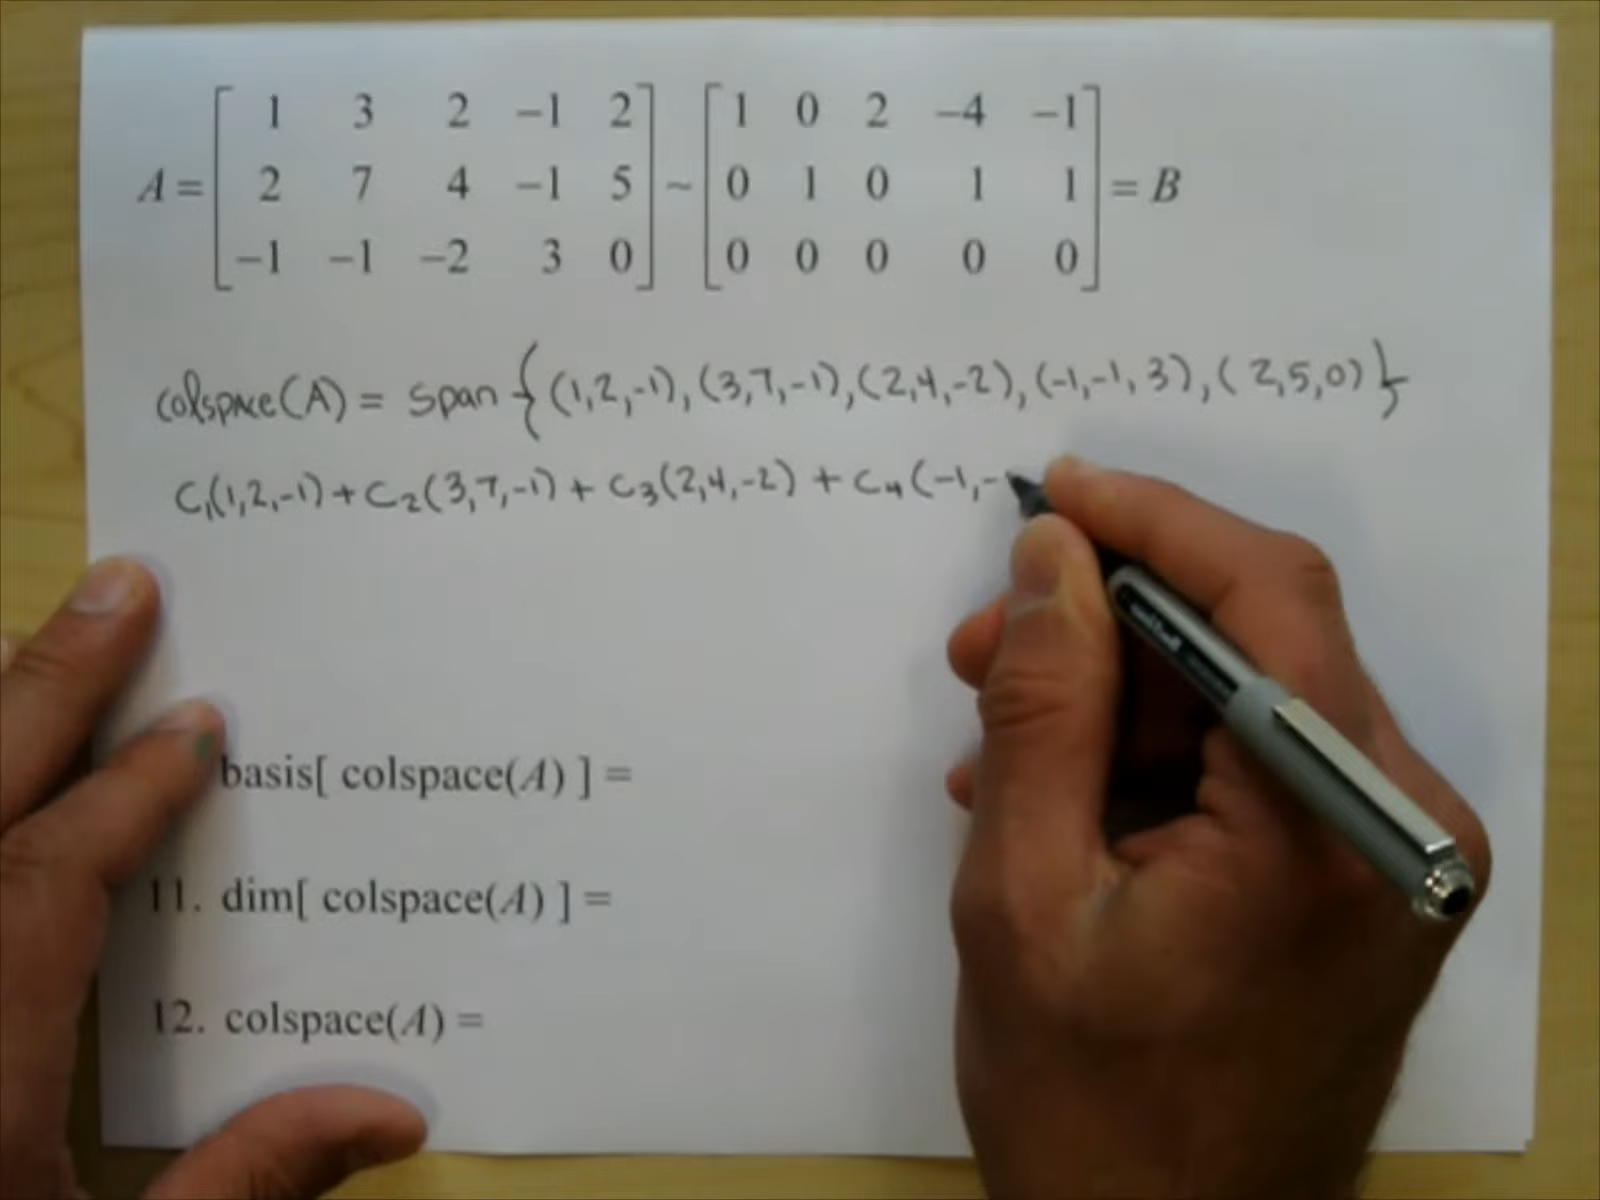 A = [ 1 3 2 −1 2 ] ~ [ 1 0 2 −4 −1 ] = B
[ 2 7 4 −1 5 ] [ 0 1 0 1 1 ]
[ −1 −1 −2 3 0 ] [ 0 0 0 0 0 ]
colspace(A) = span { (1,2,-1), (3,7,-1), (2,4,-2), (-1,-1,3), (2,5,0) }
C₁(1,2,-1) + C₂(3,7,-1) + C₃(2,4,-2) + C₄(-1,-
basis[ colspace(A) ] =
11. dim[ colspace(A) ] =
12. colspace(A) =